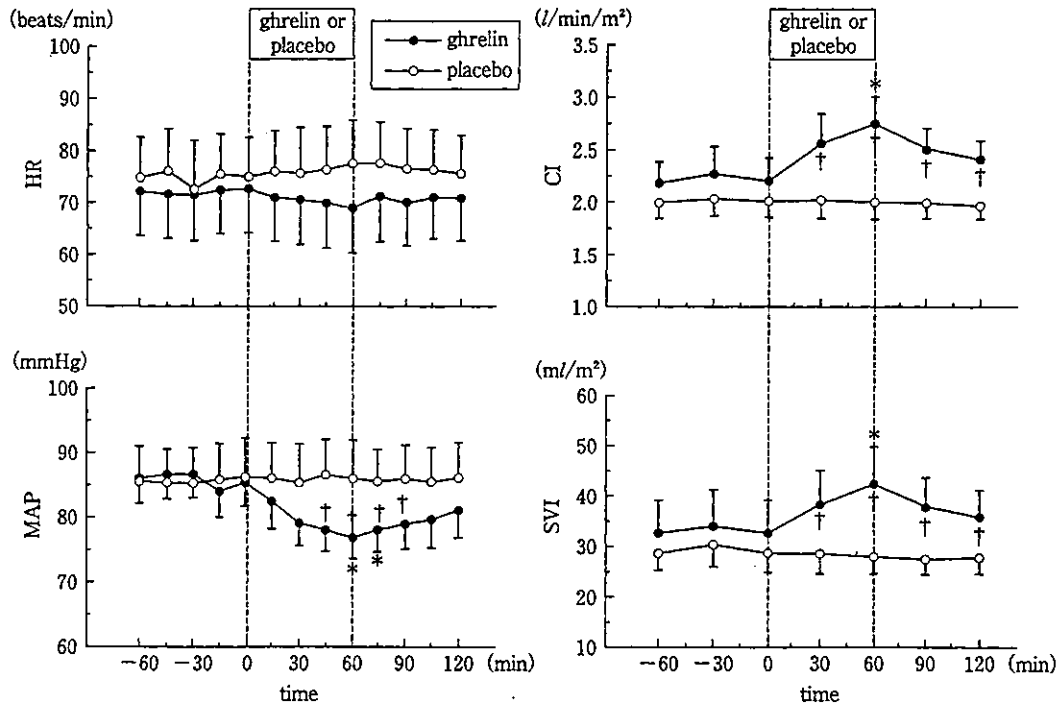 (beats/min)
100
90
80
70
60
50
HR
ghrelin or
placebo
ghrelin
placebo
(l/min/m²)
3.5
3.0
2.5
2.0
1.5
1.0
CI
ghrelin or
placebo
*
†
†
†
(mmHg)
100
90
80
70
60
MAP
†
†
†
*
*
−60
−30
0
30
60
90
120
(min)
time
(ml/m²)
60
50
40
30
20
10
SVI
*
†
†
†
−60
−30
0
30
60
90
120
(min)
time